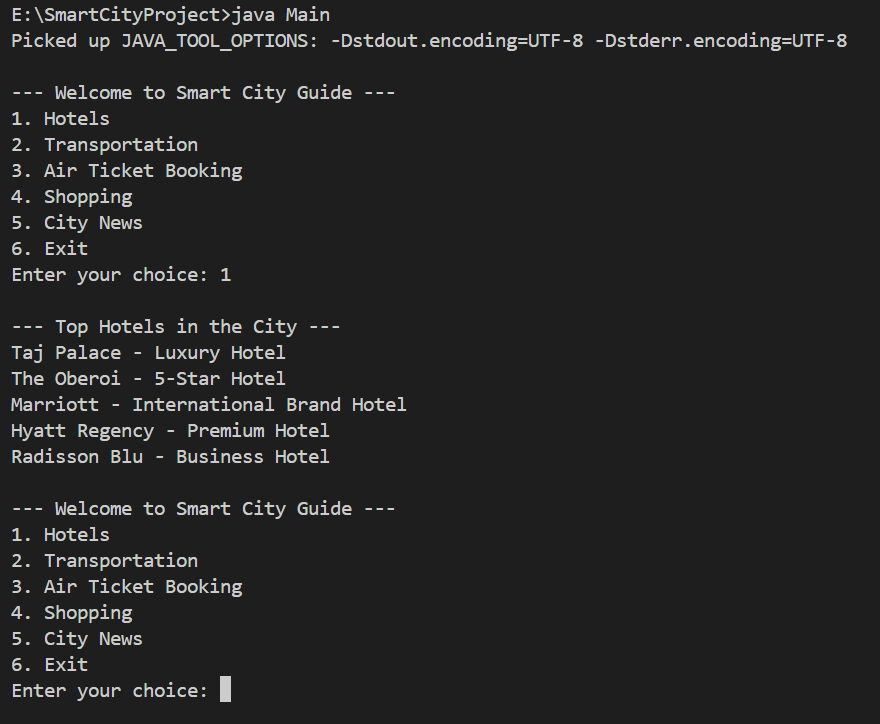 E:\SmartCityProject>java Main
Picked up JAVA_TOOL_OPTIONS: -Dstdout.encoding=UTF-8 -Dstderr.encoding=UTF-8
--- Welcome to Smart City Guide ---
1. Hotels
2. Transportation
3. Air Ticket Booking
4. Shopping
5. City News
6. Exit
Enter your choice: 1
--- Top Hotels in the City ---
Taj Palace - Luxury Hotel
The Oberoi - 5-Star Hotel
Marriott - International Brand Hotel
Hyatt Regency - Premium Hotel
Radisson Blu - Business Hotel
--- Welcome to Smart City Guide ---
1. Hotels
2. Transportation
3. Air Ticket Booking
4. Shopping
5. City News
6. Exit
Enter your choice: